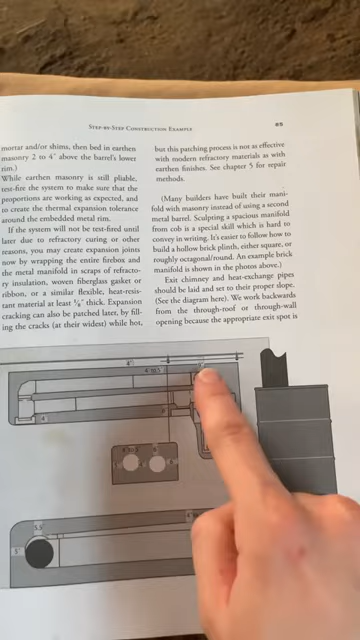 STEP-BY-STEP CONSTRUCTION EXAMPLE
mortar and/or shims, then bed in earthen
masonry 2 to 4" above the barrel's lower
rim.)
While earthen masonry is still pliable,
test-fire the system to make sure that the
proportions are working as expected, and
to create the thermal expansion tolerance
around the embedded metal rim.
If the system will not be test-fired until
later due to refractory curing or other
reasons, you may create expansion joints
now by wrapping the entire firebox and
the metal manifold in scraps of refracto-
ry insulation, woven fiberglass gasket or
ribbon, or a similar flexible, heat-resis-
tant material at least 1/8" thick. Expansion
cracking can also be patched later, by fill-
ing the cracks (at their widest) while hot,
but this patching process is not as effective
with modern refractory materials as with
earthen finishes. See chapter 5 for repair
methods.
(Many builders have built their mani-
fold with masonry instead of using a second
metal barrel. Sculpting a spacious manifold
from cob is a special skill which is hard to
convey in writing. It's easier to follow how to
build a hollow brick plinth, either square, or
roughly octagonal/round. An example brick
manifold is shown in the photos above.)
Exit chimney and heat-exchange pipes
should be laid and set to their proper slope.
(See the diagram here). We work backwards
from the through-roof or through-wall
opening because the appropriate exit spot is
4"
5"